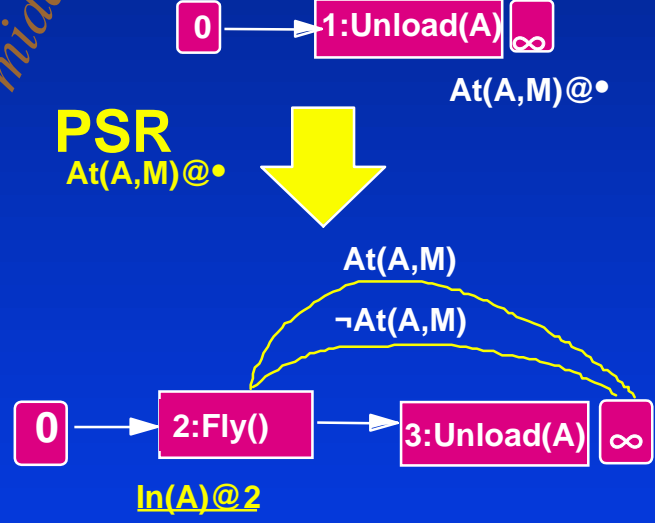 0
1:Unload(A)
∞
At(A,M)@•
PSR
At(A,M)@•
At(A,M)
¬At(A,M)
0
2:Fly()
3:Unload(A)
∞
In(A)@2